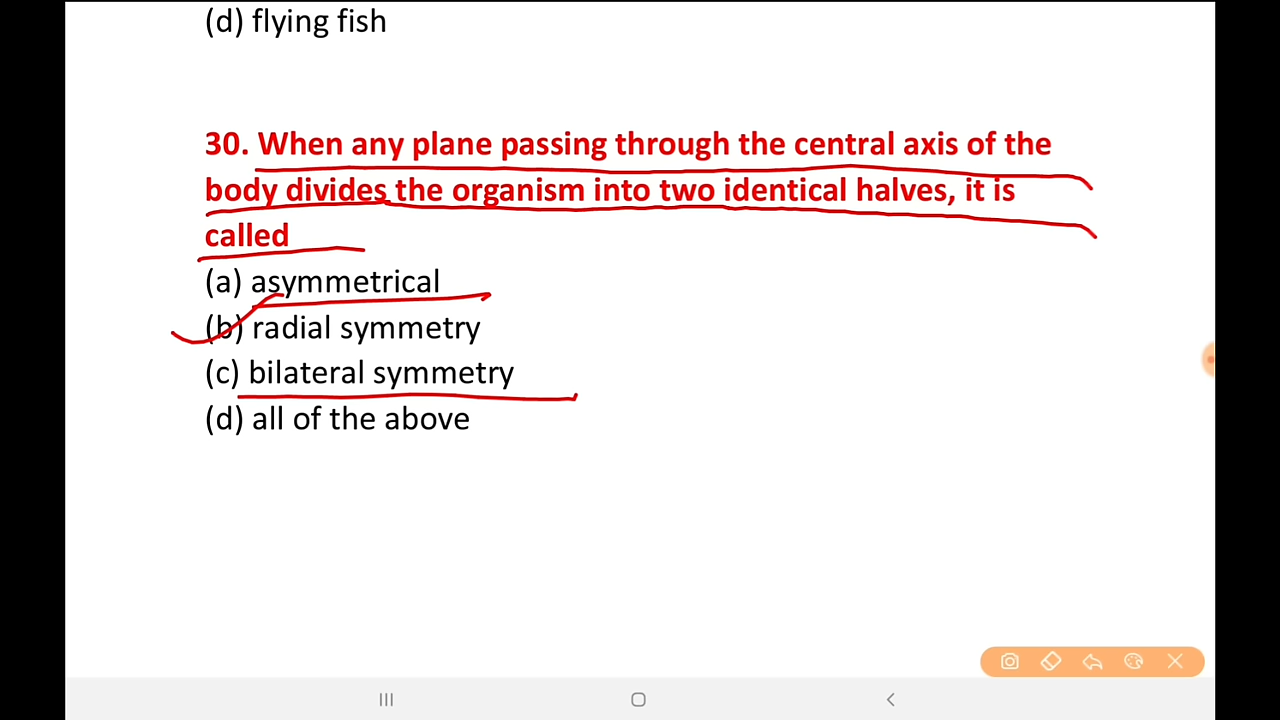 (d) flying fish
30. When any plane passing through the central axis of the
body divides the organism into two identical halves, it is
called
(a) asymmetrical
(b) radial symmetry
(c) bilateral symmetry
(d) all of the above